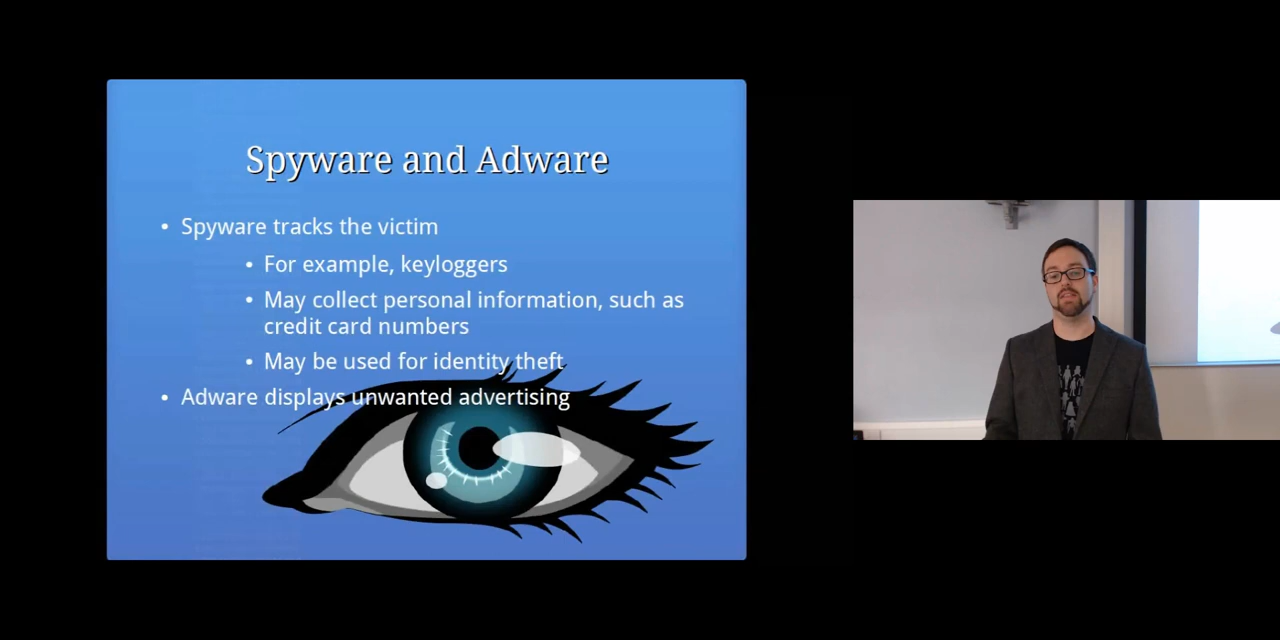 Spyware and Adware
• Spyware tracks the victim
• For example, keyloggers
• May collect personal information, such as
credit card numbers
• May be used for identity theft
• Adware displays unwanted advertising